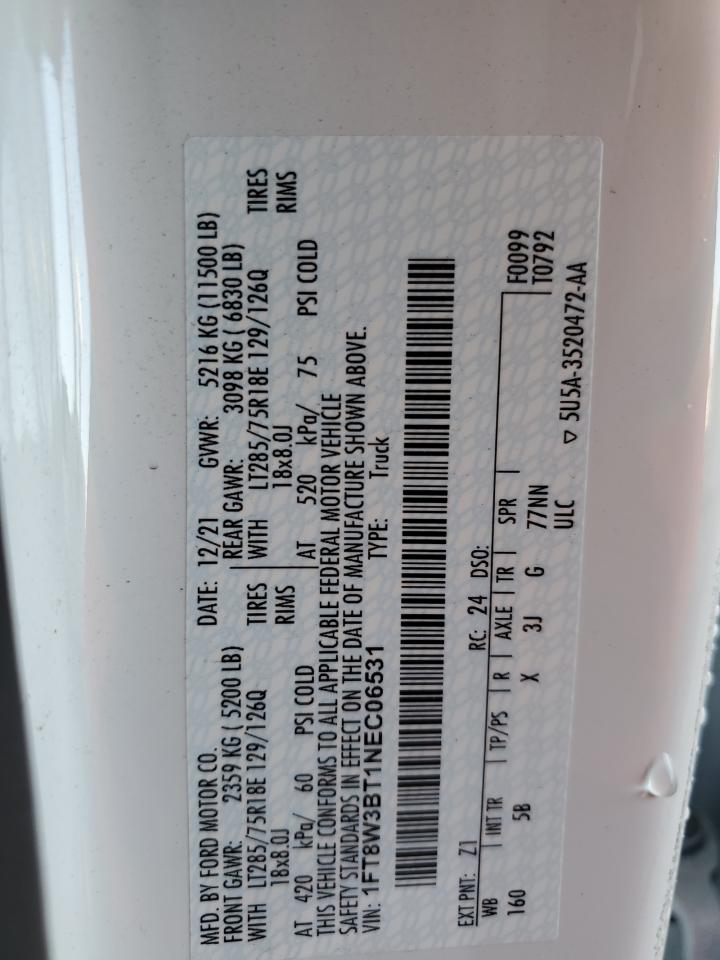 MFD. BY FORD MOTOR CO. DATE: 12/21 GVWR: 5216 KG (11500 LB)
FRONT GAWR: 2359 KG ( 5200 LB) REAR GAWR: 3098 KG ( 6830 LB)
WITH LT285/75R18E 129/126Q TIRES WITH LT285/75R18E 129/126Q TIRES
18x8.0J RIMS 18x8.0J RIMS
AT 420 kPa/ 60 PSI COLD AT 520 kPa/ 75 PSI COLD
THIS VEHICLE CONFORMS TO ALL APPLICABLE FEDERAL MOTOR VEHICLE
SAFETY STANDARDS IN EFFECT ON THE DATE OF MANUFACTURE SHOWN ABOVE.
VIN: 1FT8W3BT1NEC06531 TYPE: Truck
EXT PNT: Z1 RC: 24 DSO: F0099
WB INT TR TP/PS R AXLE TR SPR T0792
160 5B X 3J G 77NN
ULC ▽ 5U5A-3520472-AA